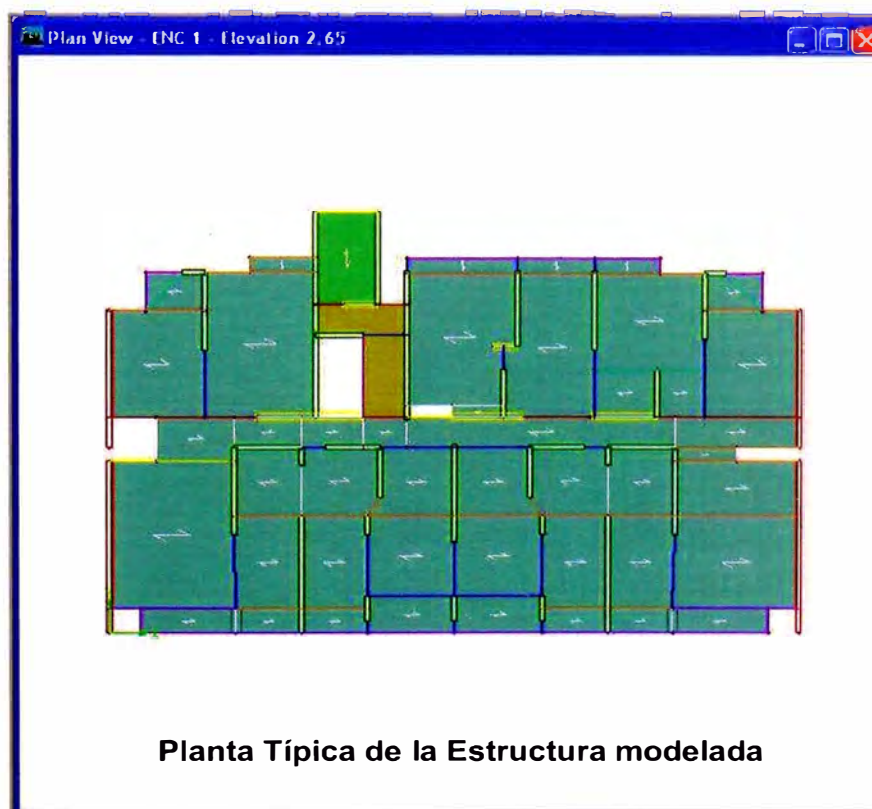 Plan View - ENC 1 - Elevation 2.65
Planta Típica de la Estructura modelada